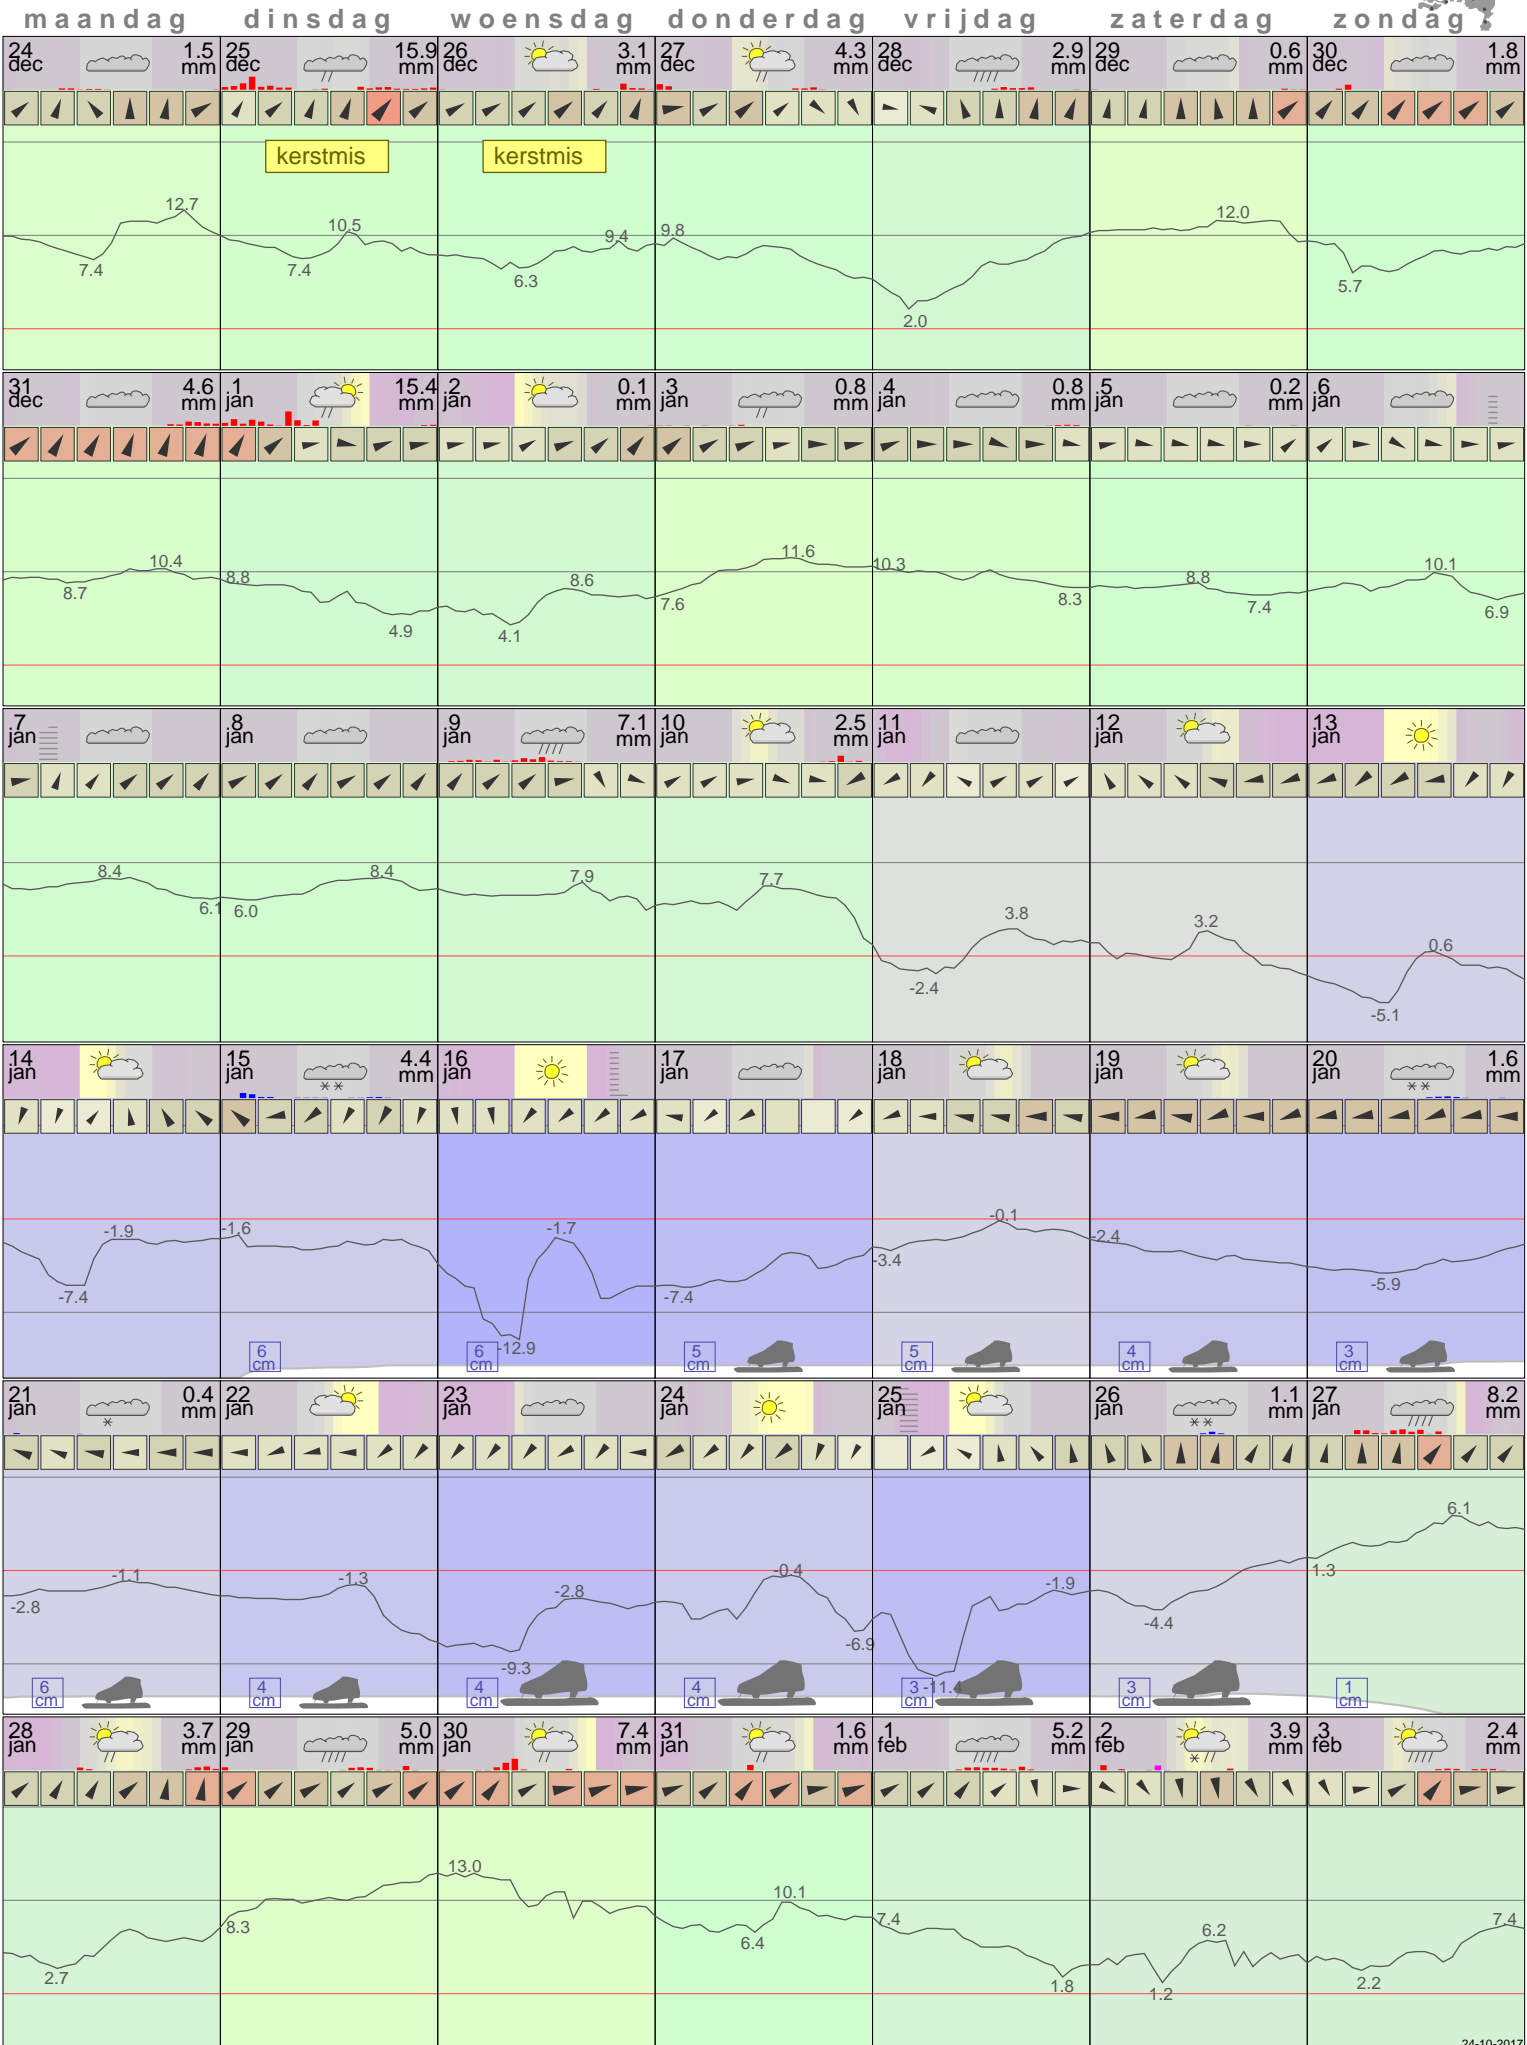 maandag dinsdag woensdag donderdag vrijdag zaterdag zondag
24 dec 1.5 mm 25 dec 15.9 mm 26 dec 3.1 mm 27 dec 4.3 mm 28 dec 2.9 mm 29 dec 0.6 mm 30 dec 1.8 mm
kerstmis kerstmis
12.7 7.4 10.5 7.4 9.4 6.3 9.8 2.0 12.0 5.7
31 dec 4.6 mm 1 jan 15.4 mm 2 jan 0.1 mm 3 jan 0.8 mm 4 jan 0.8 mm 5 jan 0.2 mm 6 jan
8.7 10.4 8.8 4.9 4.1 8.6 7.6 11.6 10.3 8.3 8.8 7.4 10.1 6.9
7 jan 8 jan 9 jan 7.1 mm 10 jan 2.5 mm 11 jan 12 jan 13 jan
8.4 6.1 6.0 8.4 7.9 7.7 -2.4 3.8 3.2 -5.1 0.6
14 jan 15 jan 4.4 mm 16 jan 17 jan 18 jan 19 jan 20 jan 1.6 mm
-7.4 -1.9 -1.6 -12.9 -1.7 -7.4 -3.4 -0.1 -2.4 -5.9
6 cm 6 cm 5 cm 5 cm 4 cm 3 cm
21 jan 0.4 mm 22 jan 23 jan 24 jan 25 jan 26 jan 1.1 mm 27 jan 8.2 mm
-2.8 -1.1 -1.3 -9.3 -2.8 -0.4 -6.9 -11.4 -1.9 -4.4 1.3 6.1
6 cm 4 cm 4 cm 4 cm 3 cm 3 cm 1 cm
28 jan 3.7 mm 29 jan 5.0 mm 30 jan 7.4 mm 31 jan 1.6 mm 1 feb 5.2 mm 2 feb 3.9 mm 3 feb 2.4 mm
2.7 8.3 13.0 6.4 10.1 7.4 1.8 1.2 6.2 2.2 7.4
24-10-2017